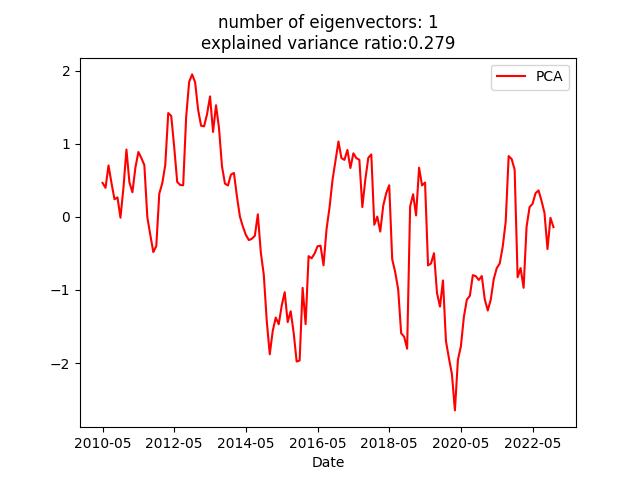 number of eigenvectors: 1
explained variance ratio:0.279
PCA
2
1
0
−1
−2
2010-05 2012-05 2014-05 2016-05 2018-05 2020-05 2022-05
Date